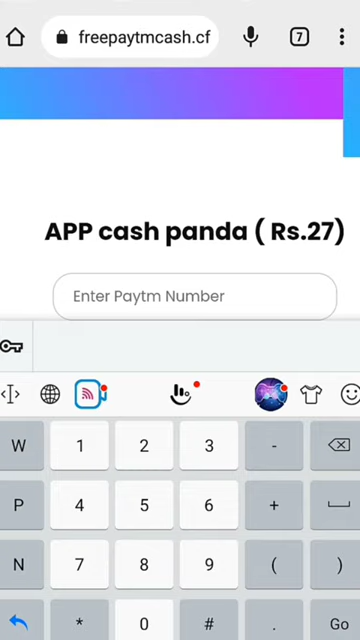 freepaytmcash.cf
7
APP cash panda ( Rs.27)
Enter Paytm Number
W 1 2 3 -
P 4 5 6 +
N 7 8 9 ( )
* 0 # . Go